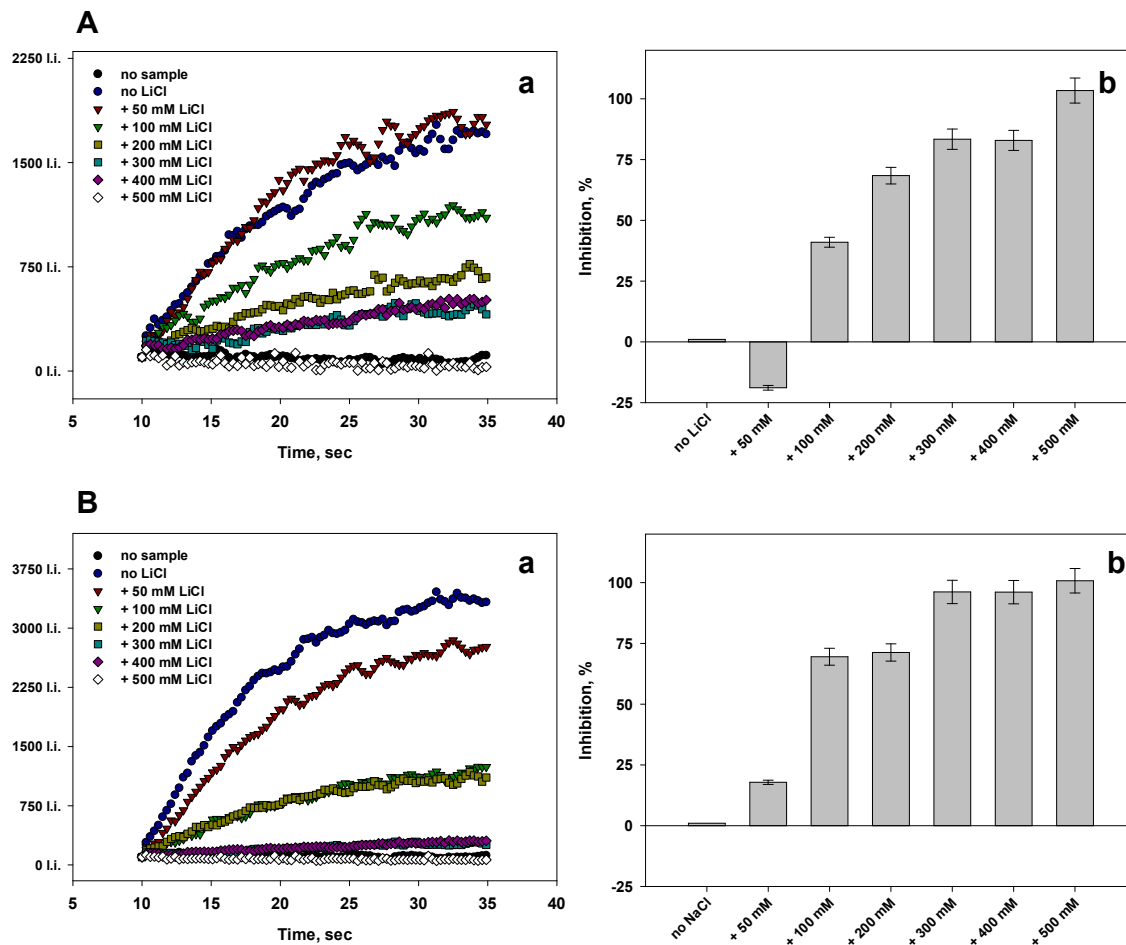 A
a
2250 l.i.
1500 l.i.
750 l.i.
0 l.i.
no sample
no LiCl
+ 50 mM LiCl
+ 100 mM LiCl
+ 200 mM LiCl
+ 300 mM LiCl
+ 400 mM LiCl
+ 500 mM LiCl
5 10 15 20 25 30 35 40
Time, sec
b
Inhibition, %
100
75
50
25
0
-25
no LiCl
+ 50 mM
+ 100 mM
+ 200 mM
+ 300 mM
+ 400 mM
+ 500 mM
B
a
3750 l.i.
3000 l.i.
2250 l.i.
1500 l.i.
750 l.i.
0 l.i.
no sample
no LiCl
+ 50 mM LiCl
+ 100 mM LiCl
+ 200 mM LiCl
+ 300 mM LiCl
+ 400 mM LiCl
+ 500 mM LiCl
5 10 15 20 25 30 35 40
Time, sec
b
Inhibition, %
100
75
50
25
0
-25
no NaCl
+ 50 mM
+ 100 mM
+ 200 mM
+ 300 mM
+ 400 mM
+ 500 mM